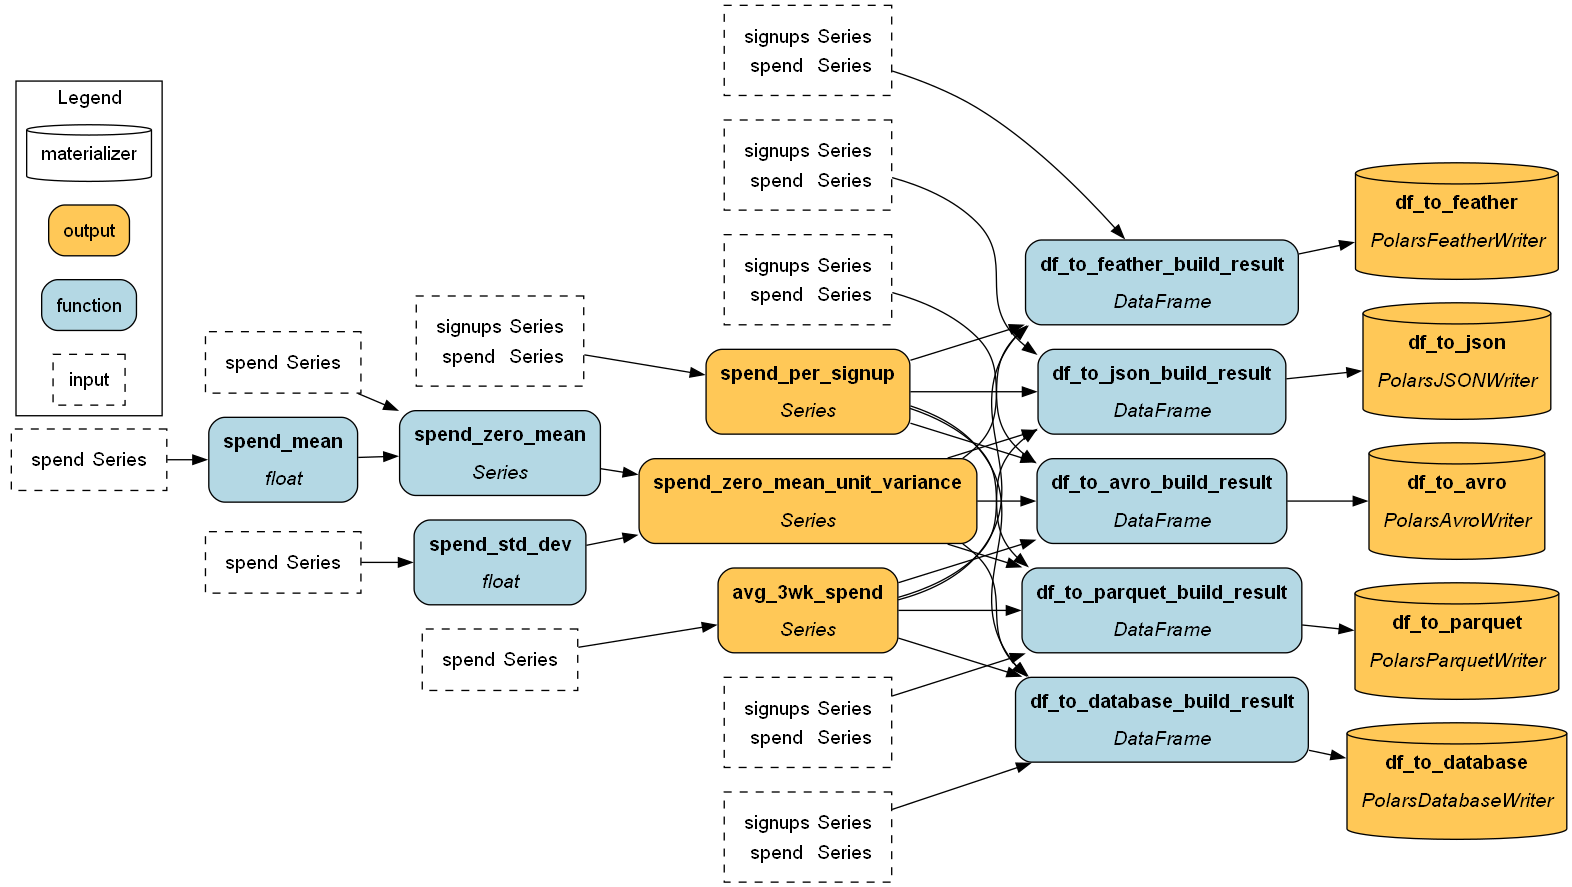 Legend
materializer
output
function
input
spend Series
spend_mean
float
spend Series
spend_zero_mean
Series
spend Series
spend_std_dev
float
signups Series
spend Series
spend Series
signups Series
spend Series
signups Series
spend Series
signups Series
spend Series
spend_per_signup
Series
spend_zero_mean_unit_variance
Series
avg_3wk_spend
Series
signups Series
spend Series
signups Series
spend Series
df_to_feather_build_result
DataFrame
df_to_json_build_result
DataFrame
df_to_avro_build_result
DataFrame
df_to_parquet_build_result
DataFrame
df_to_database_build_result
DataFrame
df_to_feather
PolarsFeatherWriter
df_to_json
PolarsJSONWriter
df_to_avro
PolarsAvroWriter
df_to_parquet
PolarsParquetWriter
df_to_database
PolarsDatabaseWriter